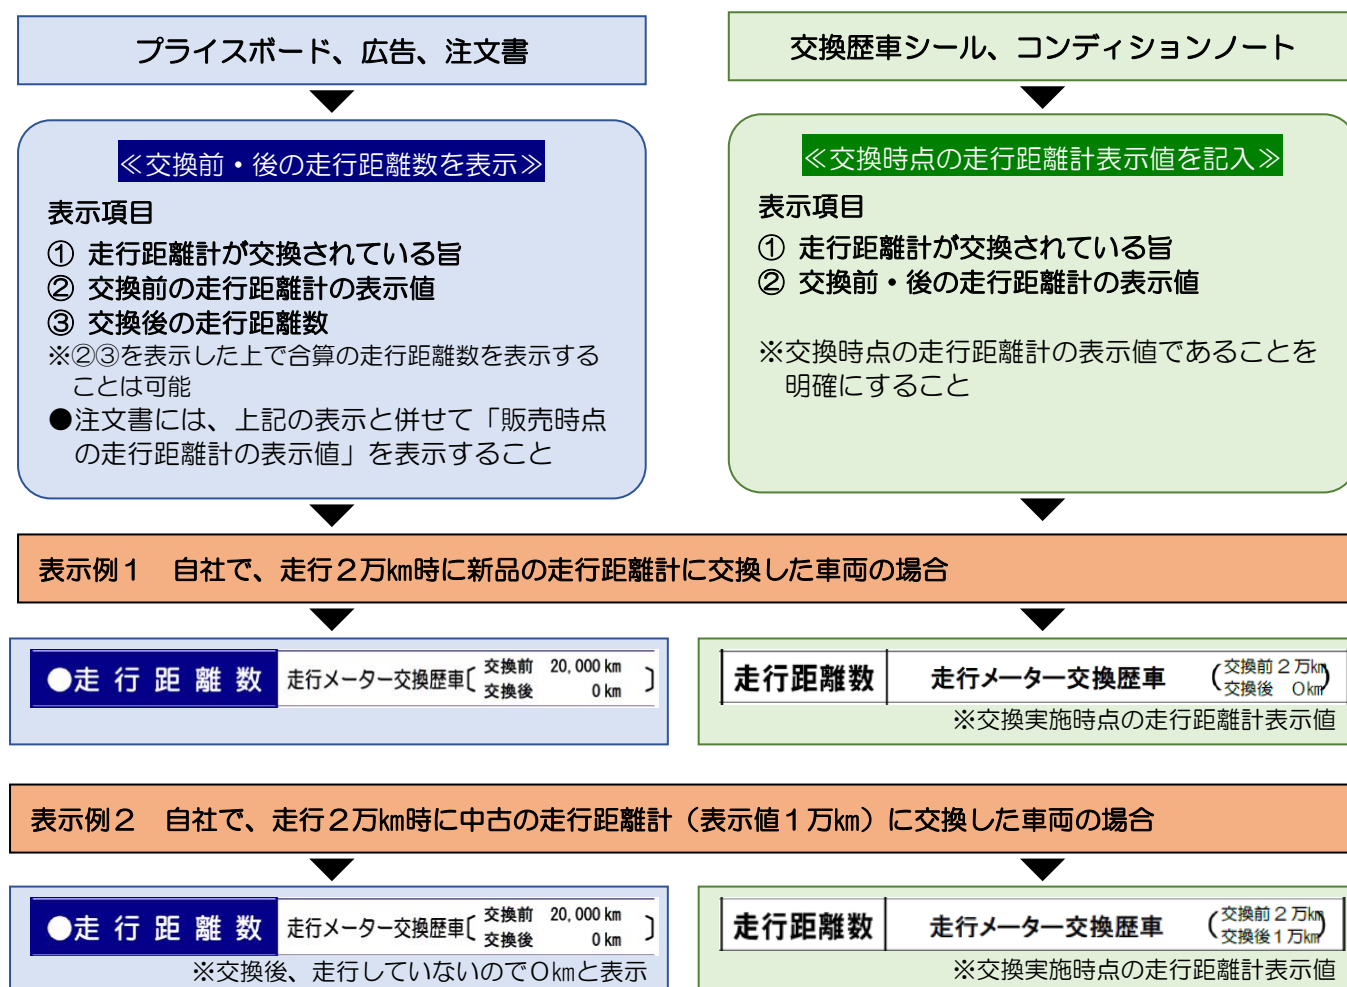 プライスボード、広告、注文書
≪交換前・後の走行距離数を表示≫
表示項目
① 走行距離計が交換されている旨
② 交換前の走行距離計の表示値
③ 交換後の走行距離数
※②③を表示した上で合算の走行距離数を表示する
ことは可能
●注文書には、上記の表示と併せて「販売時点
の走行距離計の表示値」を表示すること
交換歴車シール、コンディションノート
≪交換時点の走行距離計表示値を記入≫
表示項目
① 走行距離計が交換されている旨
② 交換前・後の走行距離計の表示値
※交換時点の走行距離計の表示値であることを
明確にすること
表示例1 自社で、走行2万㎞時に新品の走行距離計に交換した車両の場合
●走行距離数 走行メーター交換歴車〔交換前 20,000km
交換後 0km〕
走行距離数 走行メーター交換歴車 (交換前2万㎞
交換後 0㎞)
※交換実施時点の走行距離計表示値
表示例2 自社で、走行2万㎞時に中古の走行距離計(表示値1万㎞)に交換した車両の場合
●走行距離数 走行メーター交換歴車〔交換前 20,000km
交換後 0km〕
※交換後、走行していないので0㎞と表示
走行距離数 走行メーター交換歴車 (交換前2万㎞
交換後1万㎞)
※交換実施時点の走行距離計表示値